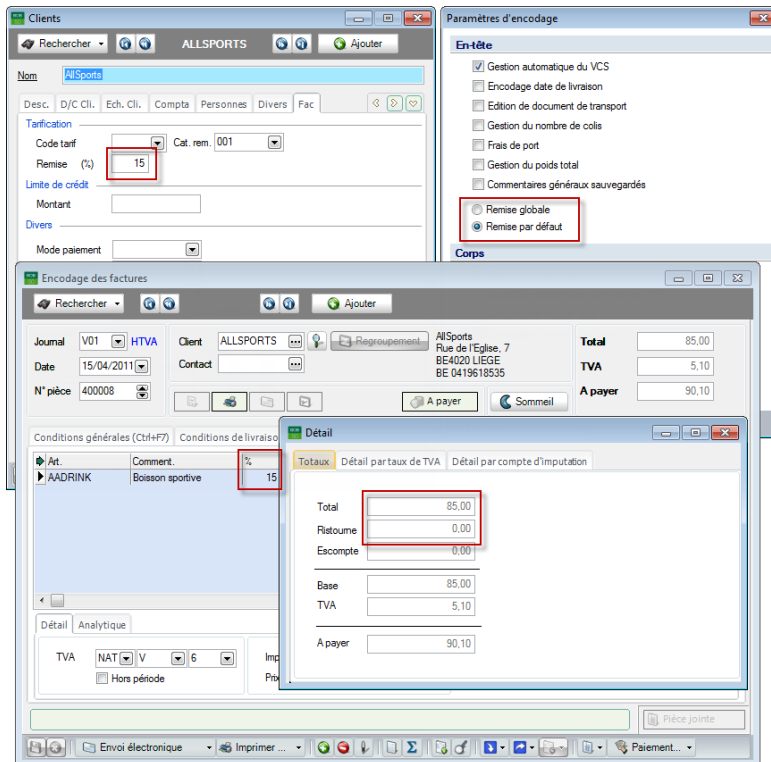 Clients
Rechercher ALLSPORTS Ajouter
Nom AllSports
Desc. D/C Cli. Ech. Cli. Compta Personnes Divers Fac
Tarification
Code tarif Cat. rem. 001
Remise (%) 15
Limite de crédit
Montant
Divers
Mode paiement
Paramètres d'encodage
En-tête
Gestion automatique du VCS
Encodage date de livraison
Edition de document de transport
Gestion du nombre de colis
Frais de port
Gestion du poids total
Commentaires généraux sauvegardés
Remise globale
Remise par défaut
Corps
Encodage des factures
Rechercher Ajouter
Journal V01 HTVA Client ALLSPORTS ... Regroupement
Date 15/04/2011 Contact ...
N° pièce 400008
AllSports
Rue de l'Eglise, 7
BE4020 LIEGE
BE 0419618535
Total 85,00
TVA 5,10
A payer 90,10
A payer Sommeil
Conditions générales (Ctrl+F7) Conditions de livraiso
Art. Comment. %
AADRINK Boisson sportive 15
Détail Analytique
TVA NAT V 6 Imp
Hors période Prix
Détail
Totaux Détail par taux de TVA Détail par compte d'imputation
Total 85,00
Ristourne 0,00
Escompte 0,00
Base 85,00
TVA 5,10
A payer 90,10
Pièce jointe
Envoi électronique Imprimer ... Σ Paiement...